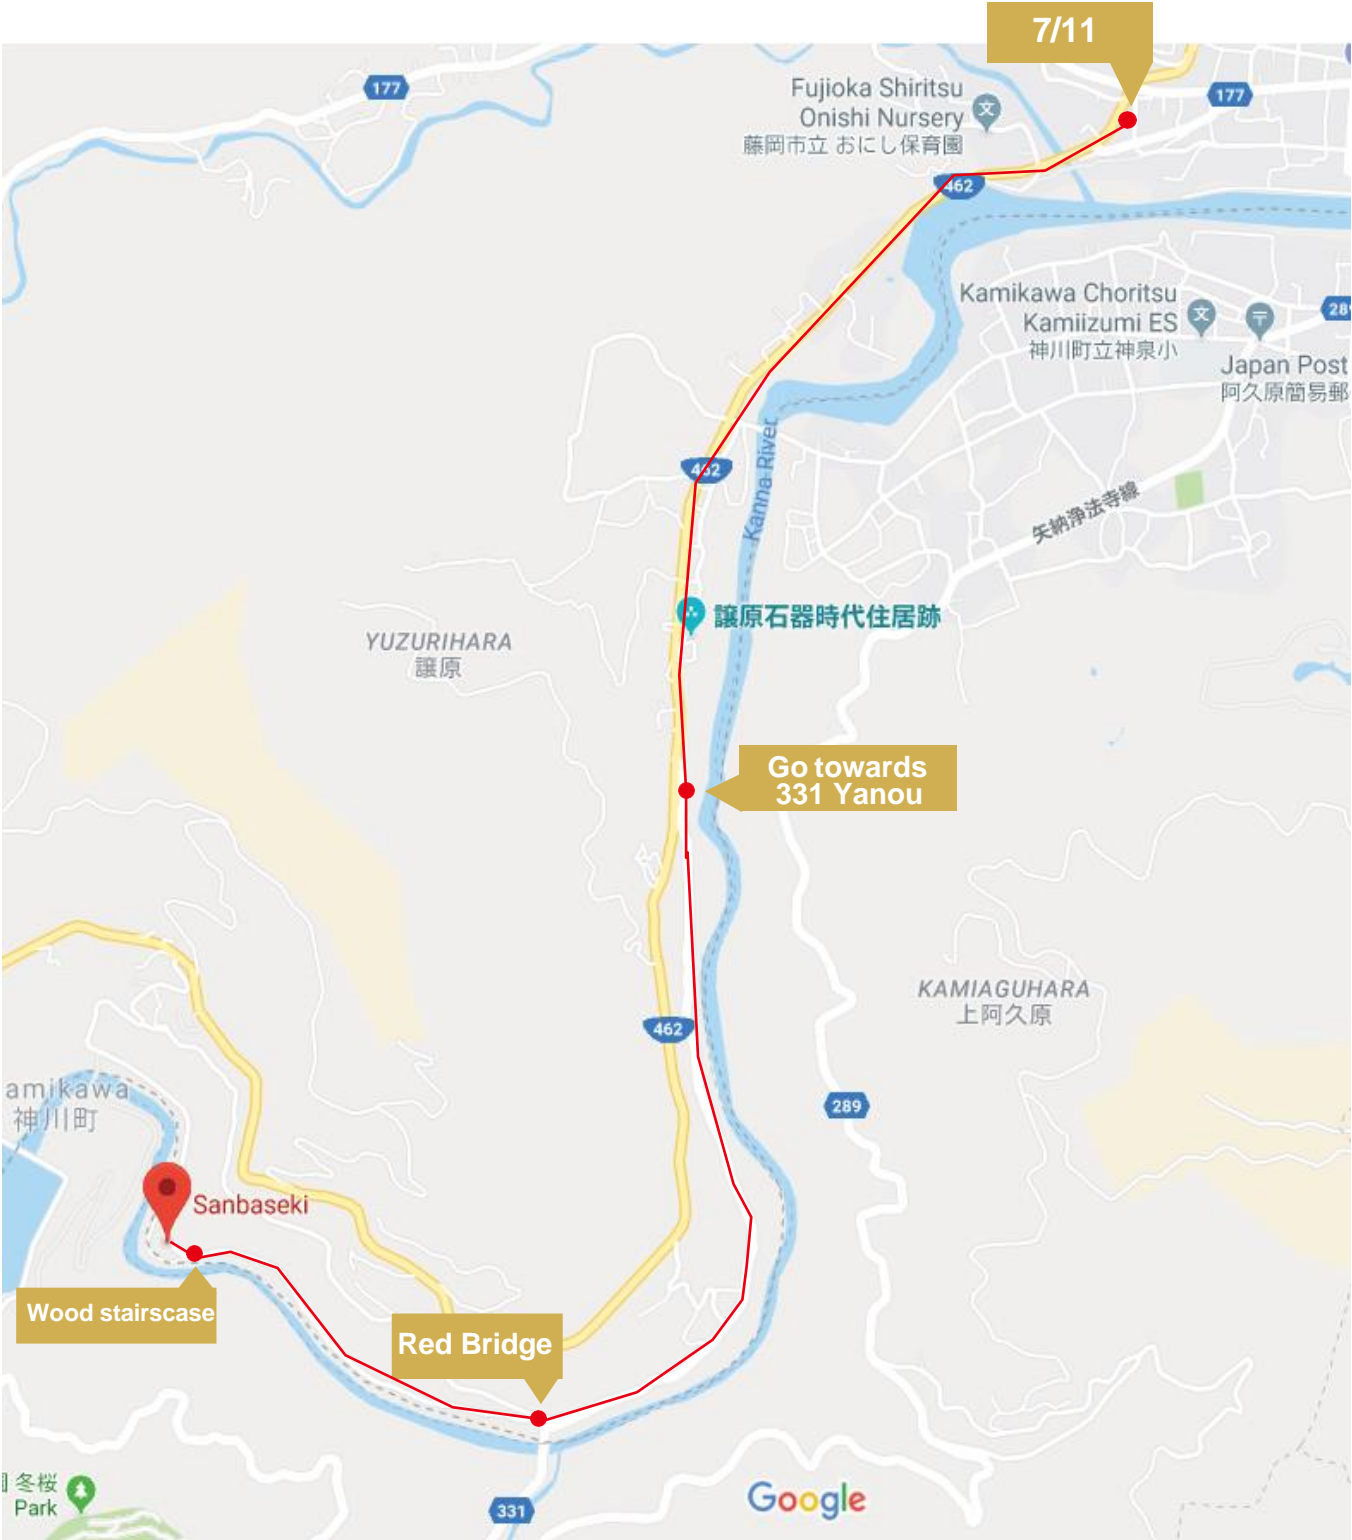 7/11
177
Fujioka Shiritsu
Onishi Nursery
藤岡市立 おにし保育園
177
462
Kamikawa Choritsu
Kamiizumi ES
神川町立神泉小
289
Japan Post
阿久原簡易郵
Kanna River
462
矢納浄法寺線
譲原石器時代住居跡
YUZURIHARA
譲原
Go towards
331 Yanou
KAMIAGUHARA
上阿久原
462
amikawa
神川町
289
Sanbaseki
Wood stairscase
Red Bridge
冬桜
Park
331
Google